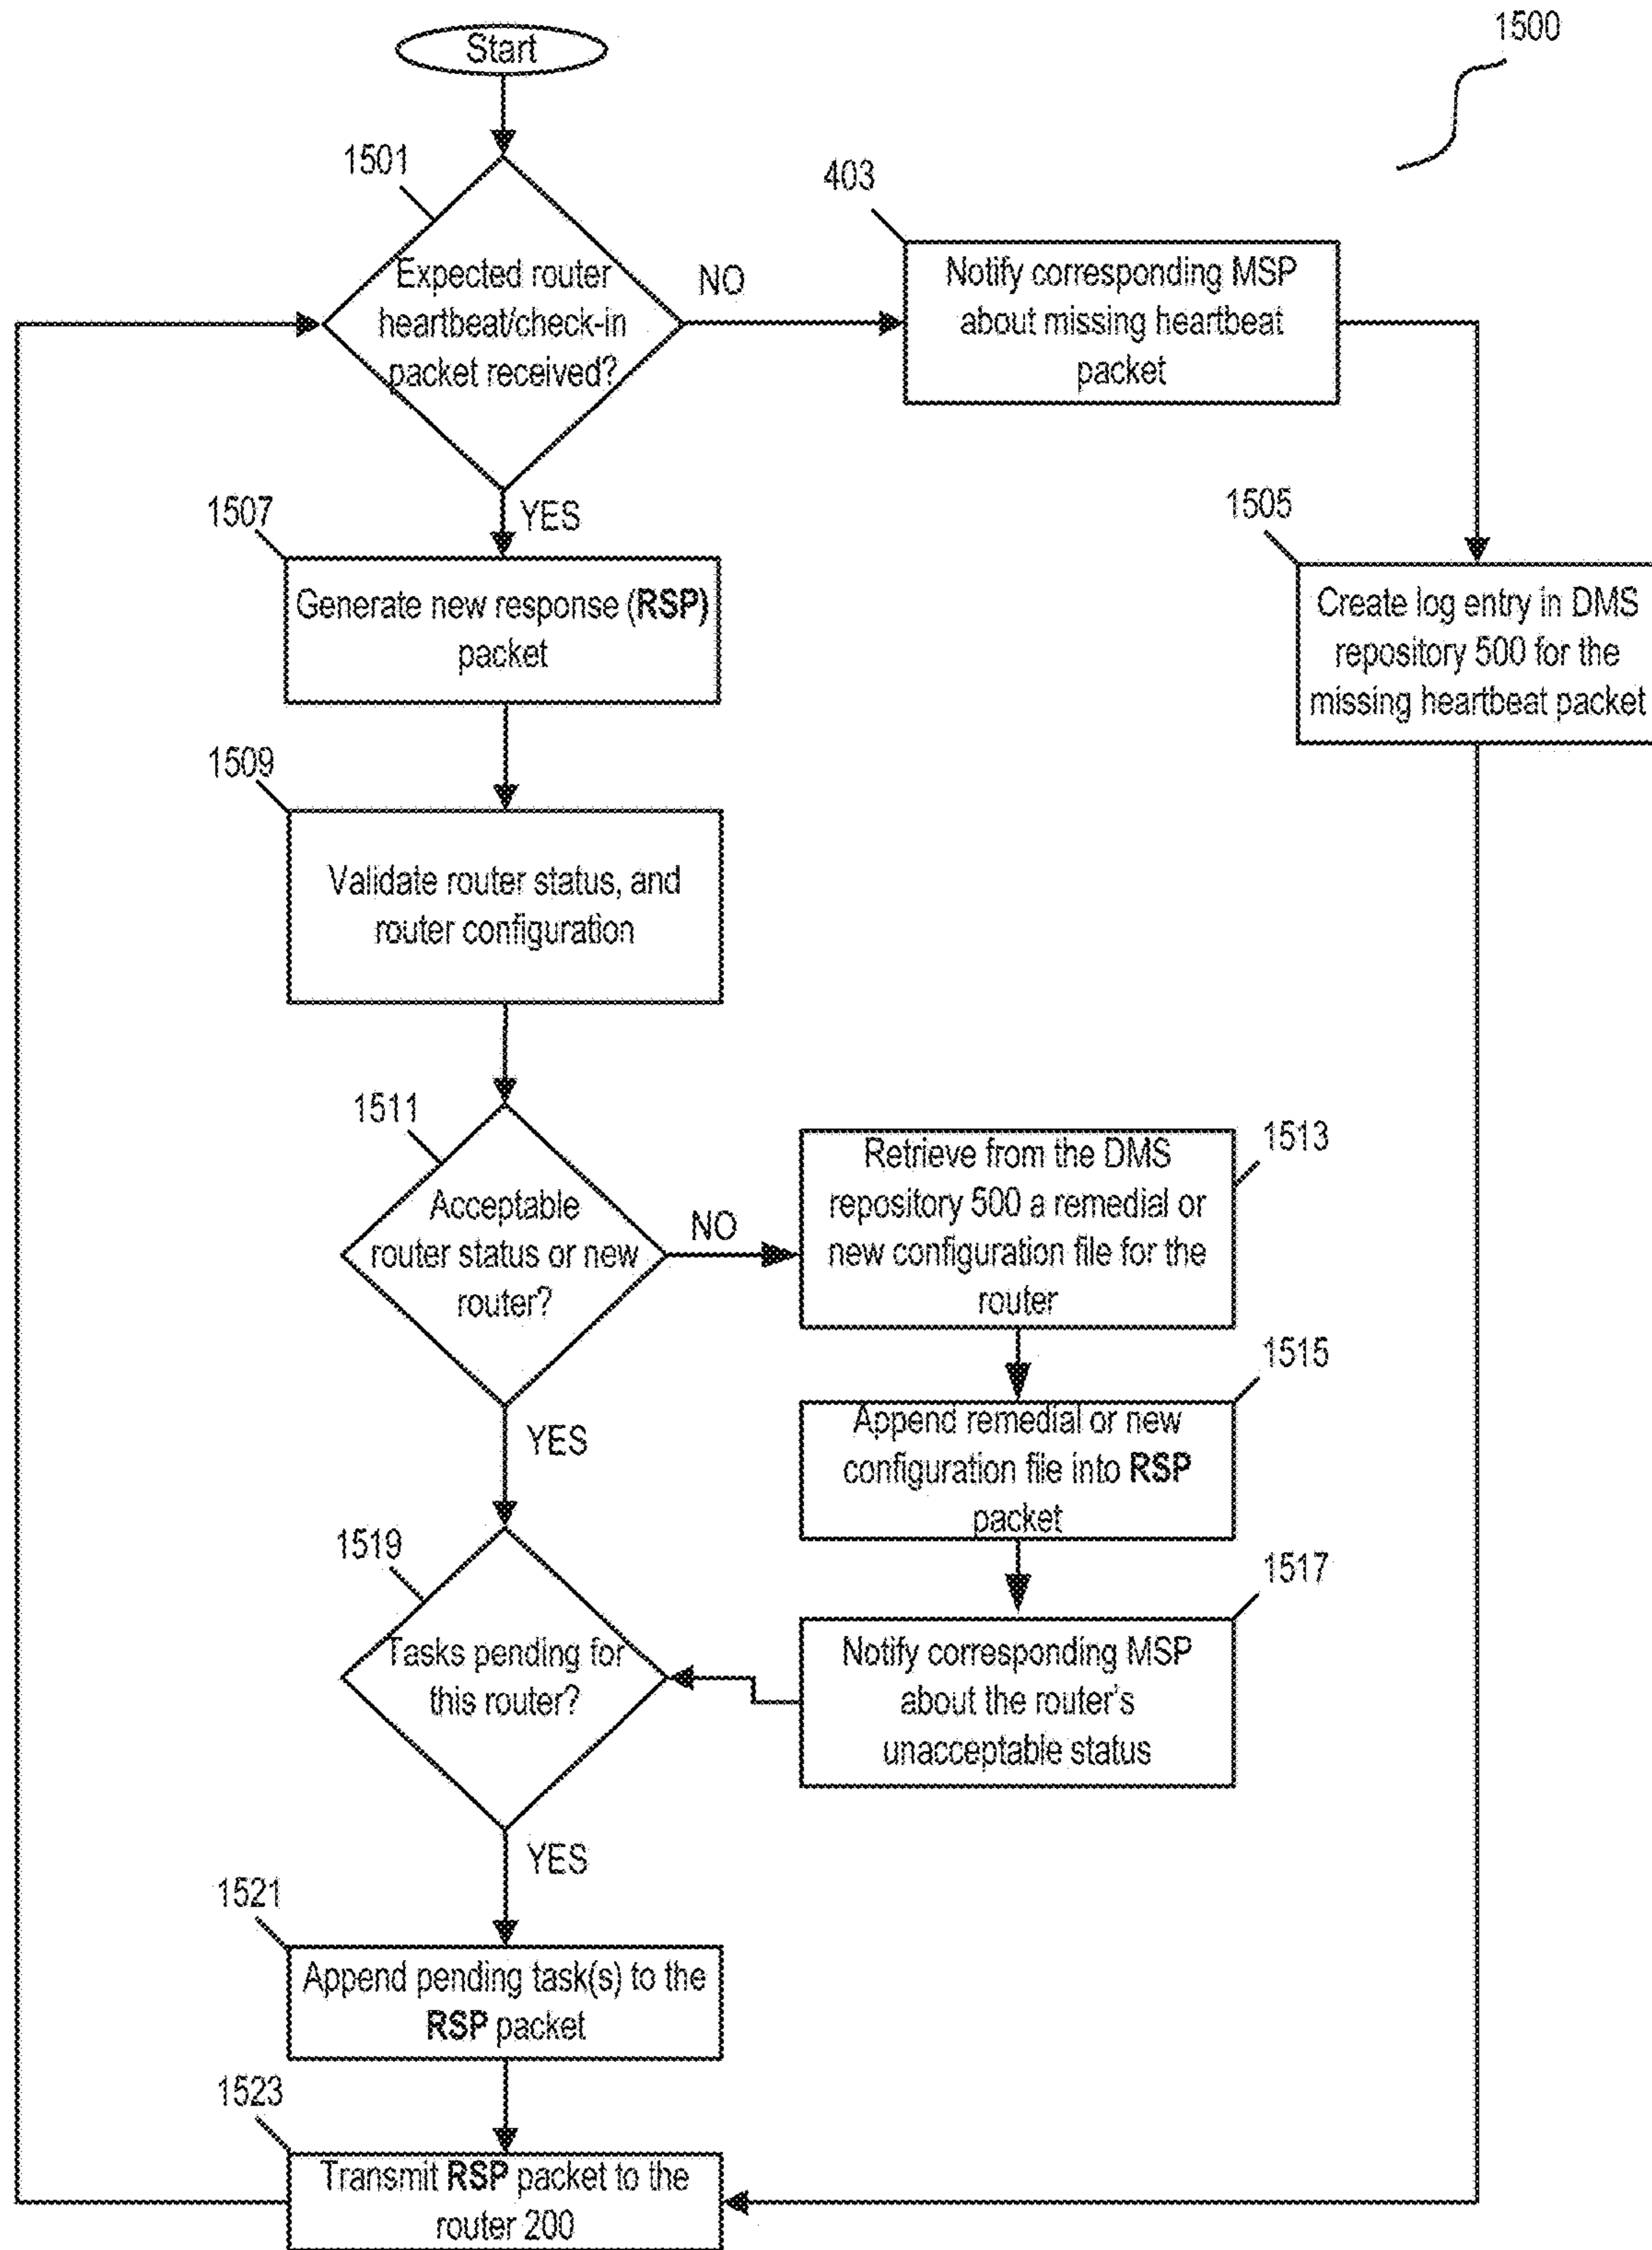 Start
1500
1501
Expected router
heartbeat/check-in
packet received?
NO
403
Notify corresponding MSP
about missing heartbeat
packet
YES
1505
Create log entry in DMS
repository 500 for the
missing heartbeat packet
1507
Generate new response (RSP)
packet
1509
Validate router status, and
router configuration
1511
Acceptable
router status or new
router?
NO
1513
Retrieve from the DMS
repository 500 a remedial or
new configuration file for the
router
1515
Append remedial or new
configuration file into RSP
packet
YES
1517
Notify corresponding MSP
about the router's
unacceptable status
1519
Tasks pending for
this router?
YES
1521
Append pending task(s) to the
RSP packet
1523
Transmit RSP packet to the
router 200